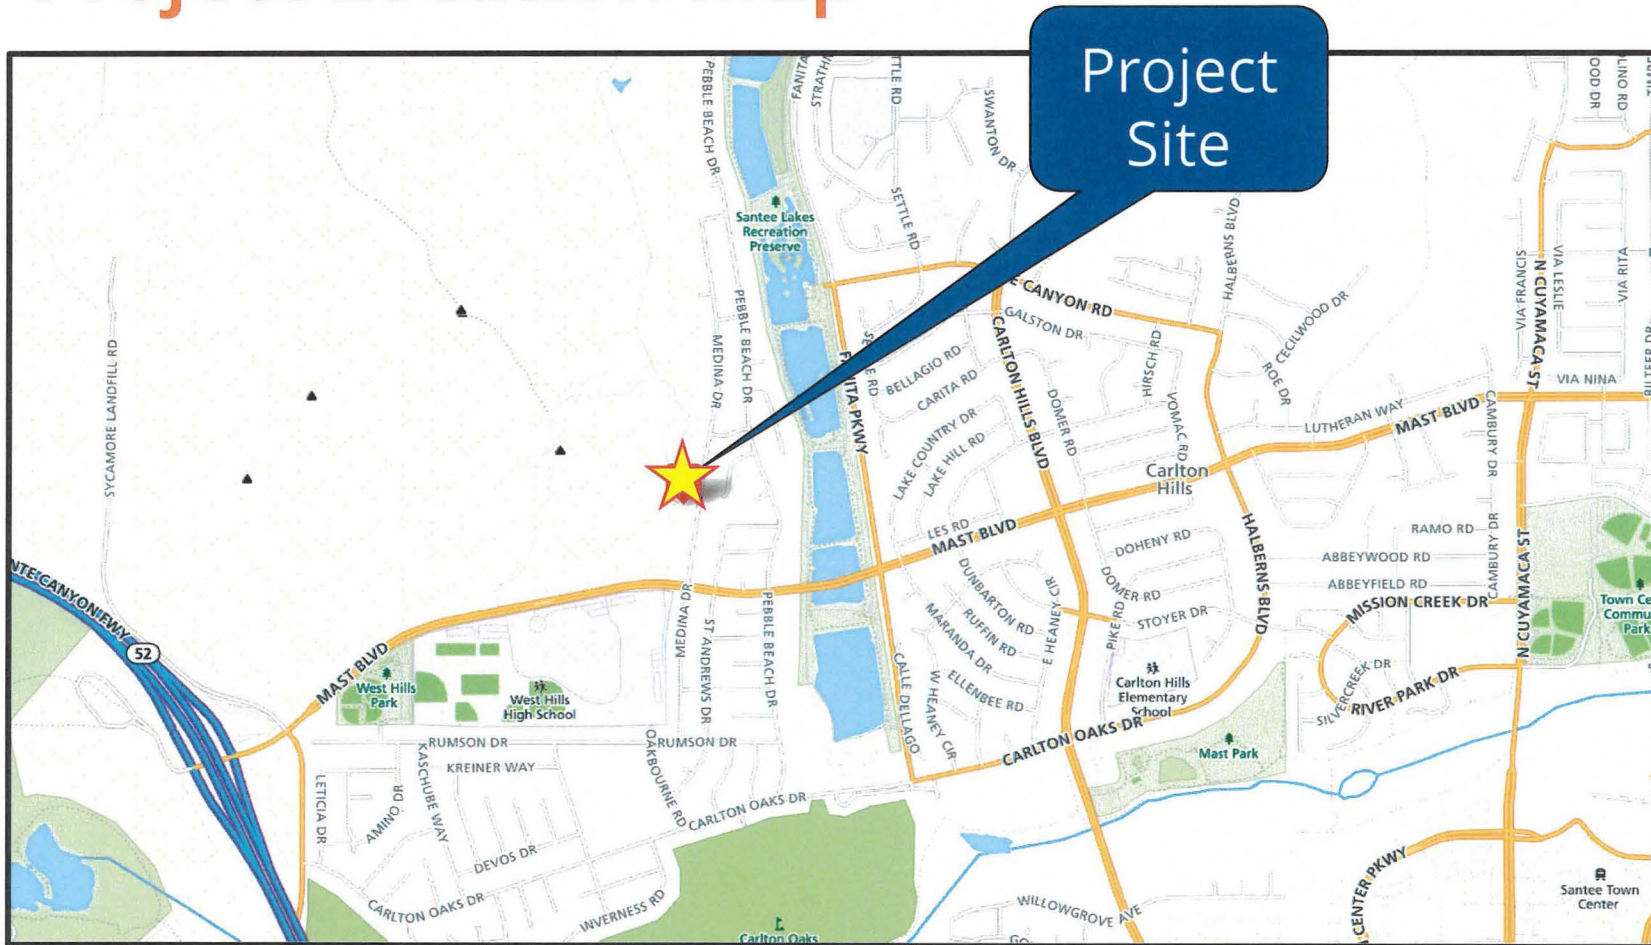 Project
Site
PEBBLE BEACH DR
SWANTON DR
SETTLE RD
HALBERNS BLVD
Santee Lakes
Recreation
Preserve
VIA FRANCIS
VIA LESLIE
VIA RITA
N CUYAMACA ST
CANYON RD
GALSTON DR
CECILWOOD DR
ROE DR
HIRSCH RD
SYCAMORE LANDFILL RD
MEDINA DR
PEBBLE BEACH DR
BELLAGIO RD
CARITA RD
CARLTON HILLS BLVD
DOMER RD
VOMAC RD
VIA NINA
LUTHERAN WAY
MAST BLVD
CAMBURY DR
LAKE COUNTRY DR
LAKE HILL RD
Carlton
Hills
LES RD
MAST BLVD
DOHENY RD
HALBERNS BLVD
RAMO RD
ABBEYWOOD RD
ABBEYFIELD RD
CAMBURY DR
N CUYAMACA ST
MISSION CREEK DR
52
MAST BLVD
West Hills
Park
West Hills
High School
MEDINA DR
ST ANDREWS DR
PEBBLE BEACH DR
DUNBARTON RD
RUFFIN RD
MARANDA DR
ELLENBEE RD
E HEANEY CIR
W HEANEY CIR
DOMER RD
PIKE RD
STOYER DR
Carlton Hills
Elementary
School
SILVERCREEK DR
RIVER PARK DR
CARLTON OAKS DR
Mast Park
RUMSON DR
RUMSON DR
KREINER WAY
KASCHUBE WAY
LETICIA DR
AMINO DR
OAKBOURNE RD
CARLTON OAKS DR
DEVOS DR
CARLTON OAKS DR
INVERNESS RD
Carlton Oaks
WILLOWGROVE AVE
CENTER PKWY
Santee Town
Center